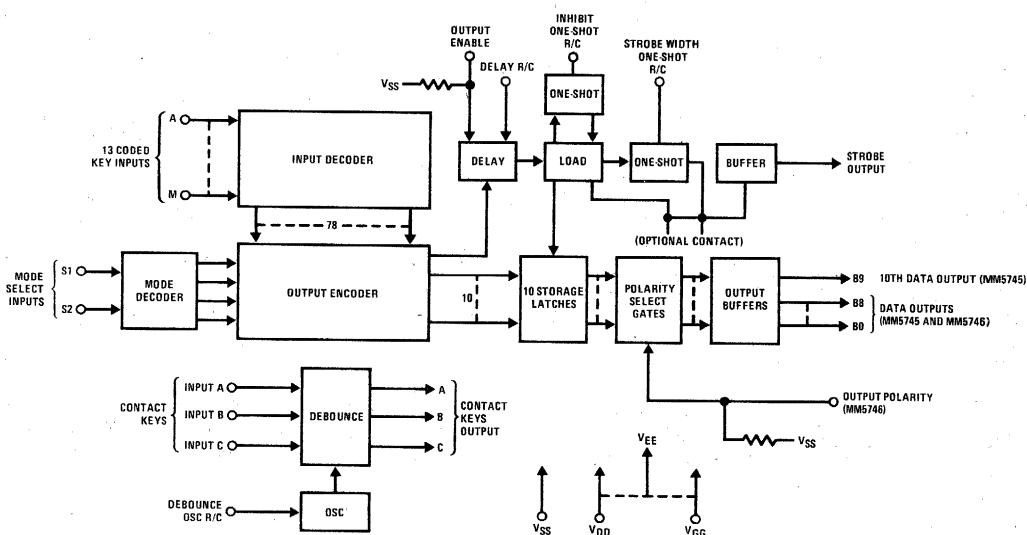 OUTPUT
ENABLE
INHIBIT
ONE-SHOT
R/C
STROBE WIDTH
ONE-SHOT
R/C
DELAY R/C
VSS
ONE-SHOT
13 CODED
KEY INPUTS
A
M
INPUT DECODER
DELAY
LOAD
ONE-SHOT
BUFFER
STROBE
OUTPUT
78
(OPTIONAL CONTACT)
MODE
SELECT
INPUTS
S1
S2
MODE
DECODER
OUTPUT ENCODER
10
10 STORAGE
LATCHES
POLARITY
SELECT
GATES
OUTPUT
BUFFERS
B9 10TH DATA OUTPUT (MM5745)
B8
B0
DATA OUTPUTS
(MM5745 AND MM5746)
CONTACT
KEYS
INPUT A
INPUT B
INPUT C
DEBOUNCE
A
B
C
CONTACT
KEYS
OUTPUT
OUTPUT POLARITY
(MM5746)
VSS
VEE
DEBOUNCE
OSC R/C
OSC
VSS
VDD
VGG